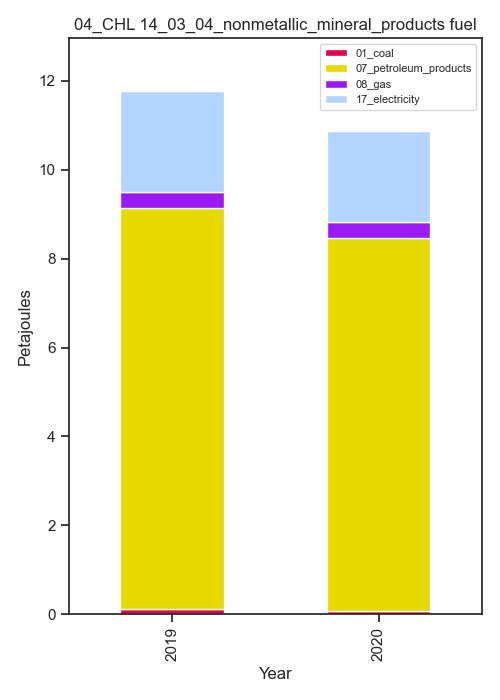 04_CHL 14_03_04_nonmetallic_mineral_products fuel
01_coal
07_petroleum_products
08_gas
17_electricity
12
10
8
6
4
2
0
Petajoules
2019
2020
Year